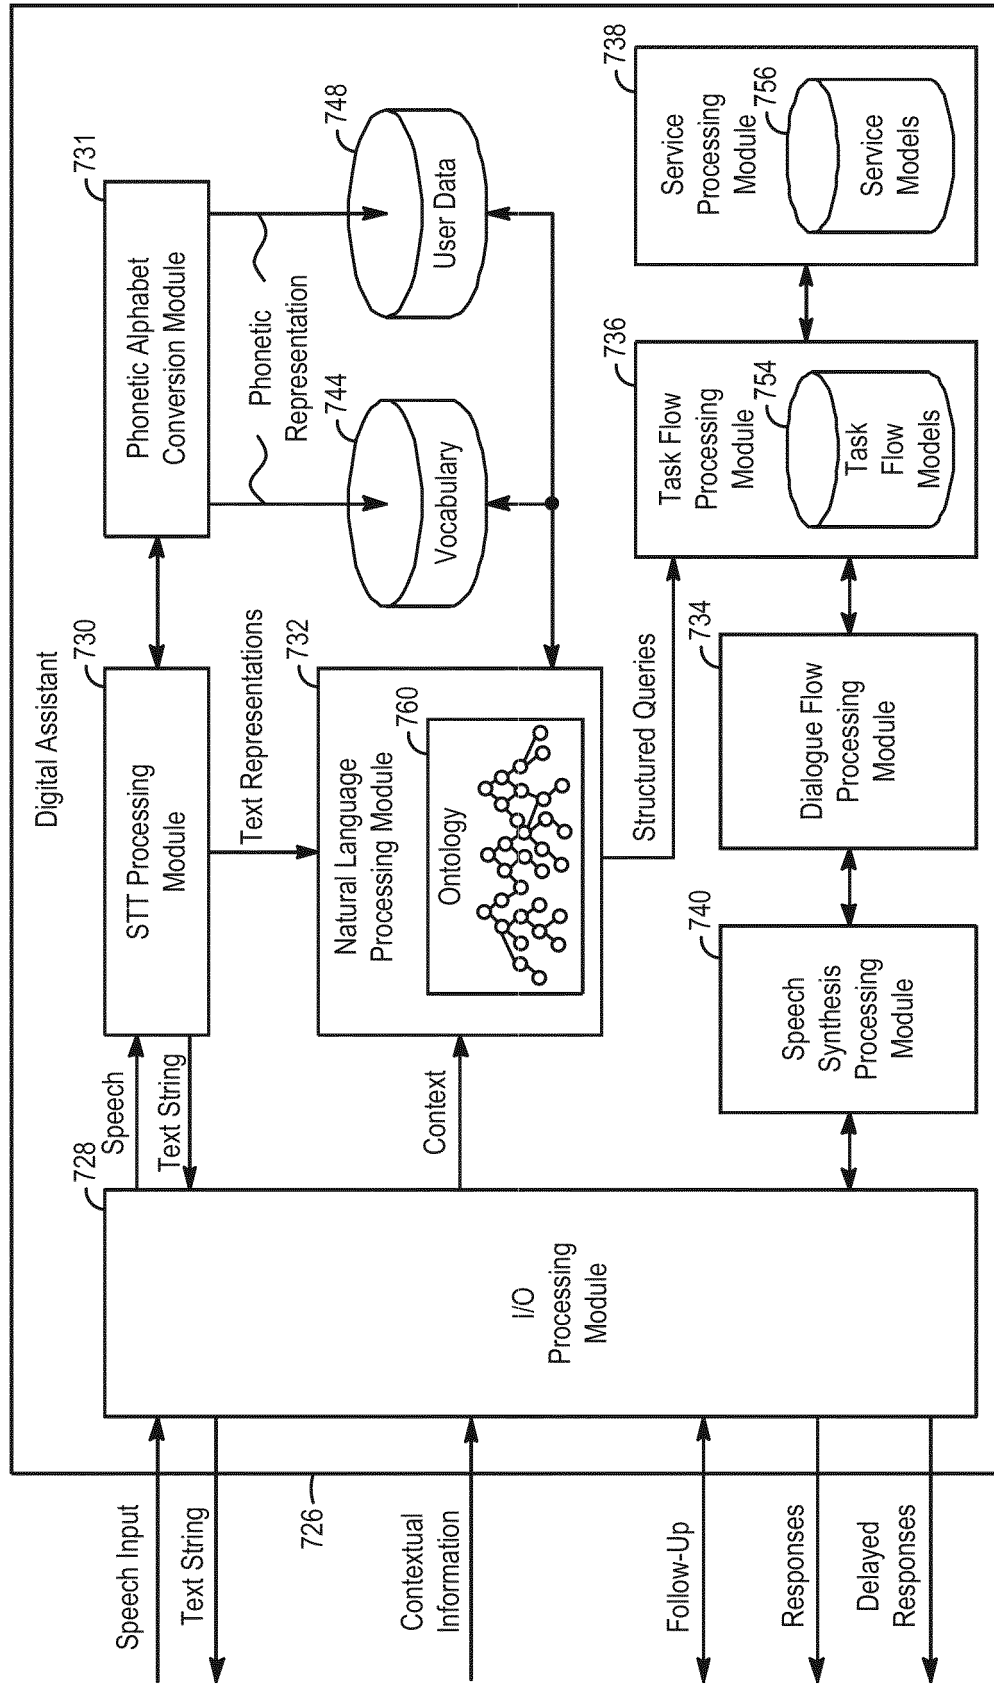 Digital Assistant
Speech Input
Text String
726
Contextual
Information
Follow-Up
Responses
Delayed
Responses
728
I/O
Processing
Module
Speech
Text String
Context
730
STT Processing
Module
Text Representations
731
Phonetic Alphabet
Conversion Module
Phonetic
Representation
744
Vocabulary
748
User Data
732
Natural Language
Processing Module
760
Ontology
Structured Queries
740
Speech
Synthesis
Processing
Module
734
Dialogue Flow
Processing
Module
736
Task Flow
Processing
Module
754
Task
Flow
Models
738
Service
Processing
Module
756
Service
Models